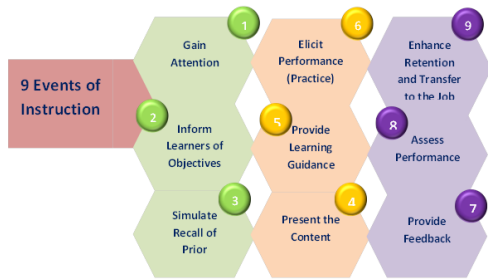 9 Events of
Instruction
1
Gain
Attention
2
Inform
Learners of
Objectives
3
Simulate
Recall of
Prior
4
Present the
Content
5
Provide
Learning
Guidance
6
Elicit
Performance
(Practice)
7
Provide
Feedback
8
Assess
Performance
9
Enhance
Retention
and Transfer
to the Job